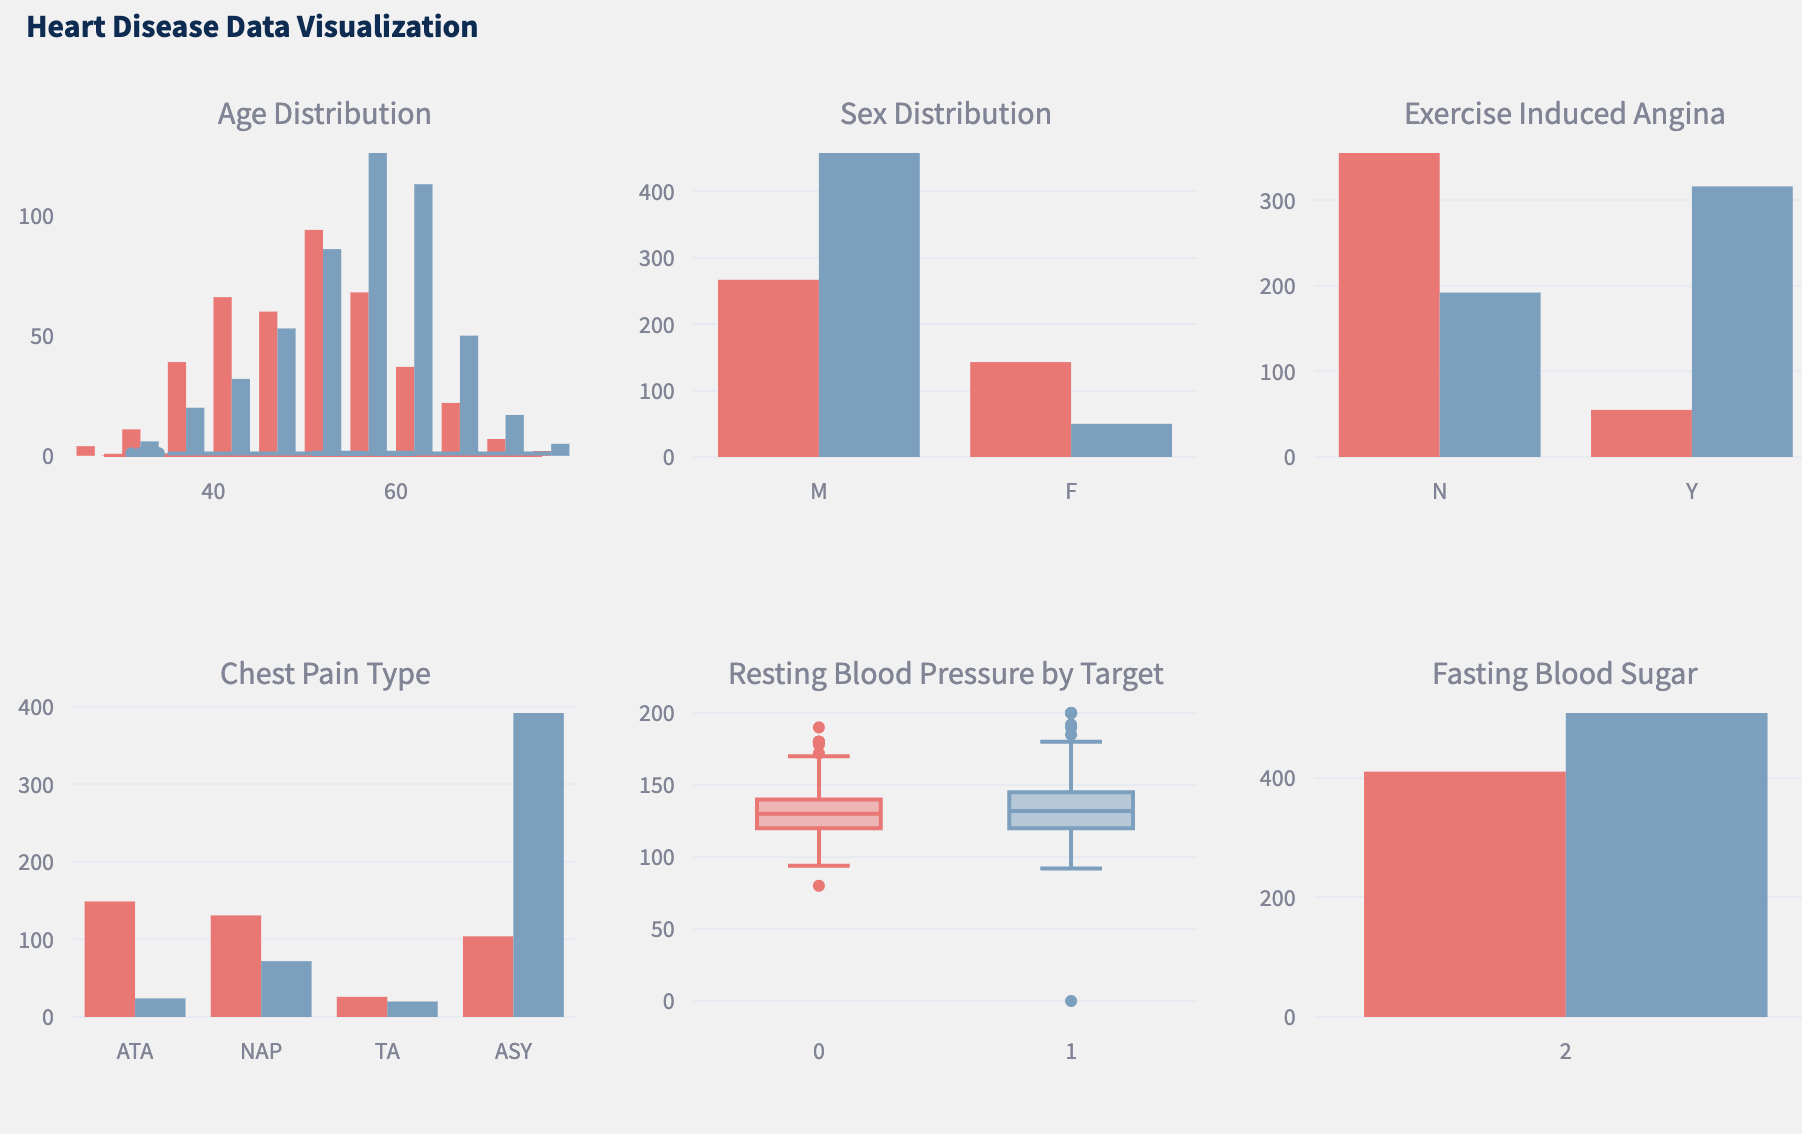 Heart Disease Data Visualization
Age Distribution
100
50
0
40 60
Sex Distribution
400
300
200
100
0
M F
Exercise Induced Angina
300
200
100
0
N Y
Chest Pain Type
400
300
200
100
0
ATA NAP TA ASY
Resting Blood Pressure by Target
200
150
100
50
0
0 1
Fasting Blood Sugar
400
200
0
2